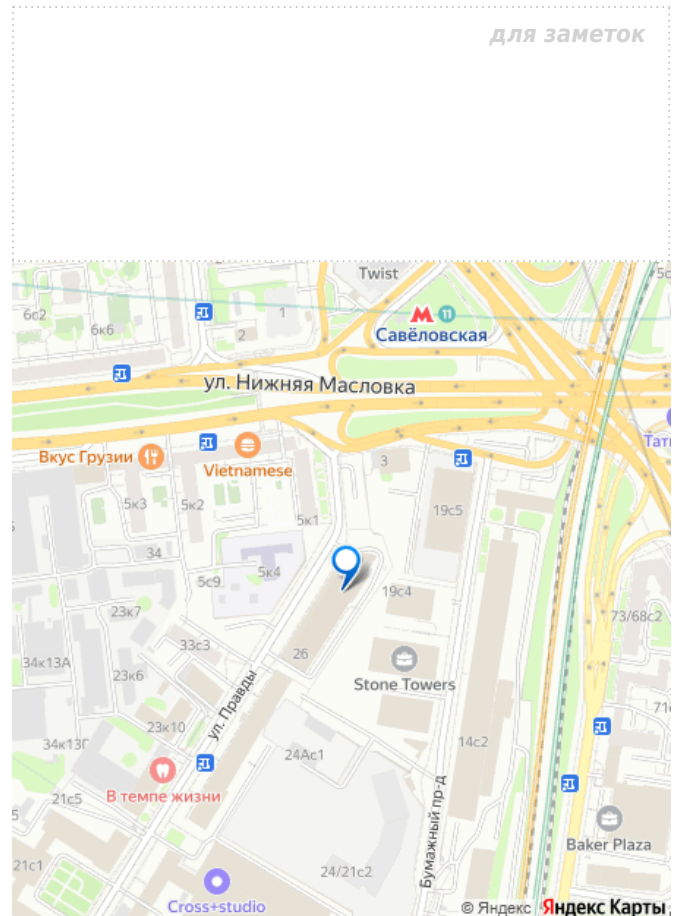 для заметок
Twist
5с
6с2
6к6
2
1
11
Савёловская
ул. Нижняя Масловка
Вкус Грузии
Vietnamese
3
Тать
5к3
5к2
5к1
19с5
34
5с9
5к4
19с4
23к7
73/68с2
33с3
34к13А
23к6
26
Stone Towers
ул. Правды
23к10
34к13Г
24Ас1
14с2
71
В темпе жизни
21с5
5
Бумажный пр-д
Baker Plaza
21с1
24/21с2
Cross+studio
© Яндекс Яндекс Карты